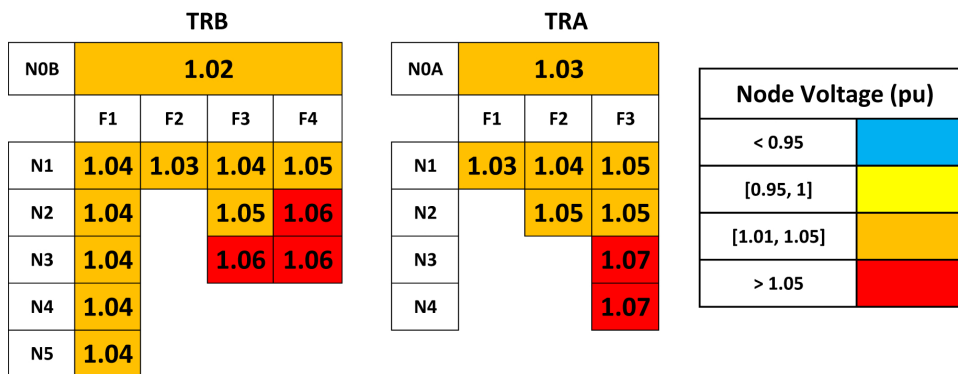 TRB TRA
N0B 1.02 N0A 1.03
F1 F2 F3 F4 F1 F2 F3
N1 1.04 1.03 1.04 1.05 N1 1.03 1.04 1.05
N2 1.04 1.05 1.06 N2 1.05 1.05
N3 1.04 1.06 1.06 N3 1.07
N4 1.04 N4 1.07
N5 1.04
Node Voltage (pu)
< 0.95
[0.95, 1]
[1.01, 1.05]
> 1.05